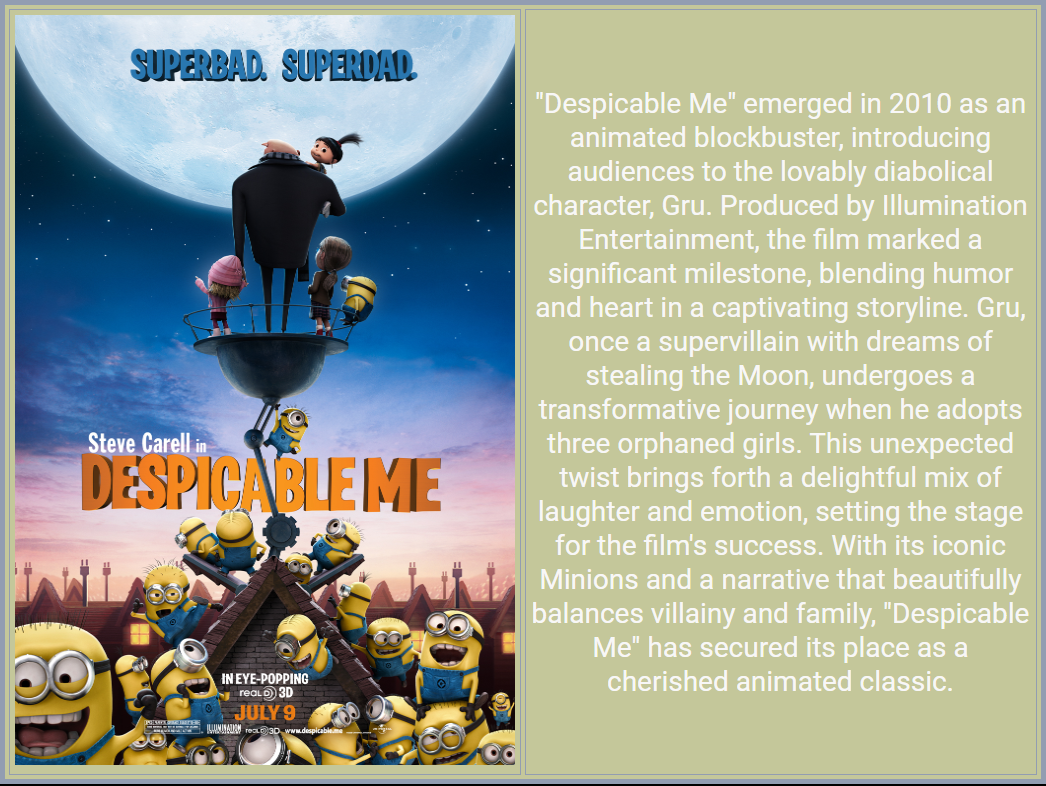 SUPERBAD. SUPERDAD.
Steve Carell in
DESPICABLE ME
IN EYE-POPPING
REAL D 3D
JULY 9
ILLUMINATION REAL D 3D www.despicable.me
"Despicable Me" emerged in 2010 as an
animated blockbuster, introducing
audiences to the lovably diabolical
character, Gru. Produced by Illumination
Entertainment, the film marked a
significant milestone, blending humor
and heart in a captivating storyline. Gru,
once a supervillain with dreams of
stealing the Moon, undergoes a
transformative journey when he adopts
three orphaned girls. This unexpected
twist brings forth a delightful mix of
laughter and emotion, setting the stage
for the film's success. With its iconic
Minions and a narrative that beautifully
balances villainy and family, "Despicable
Me" has secured its place as a
cherished animated classic.